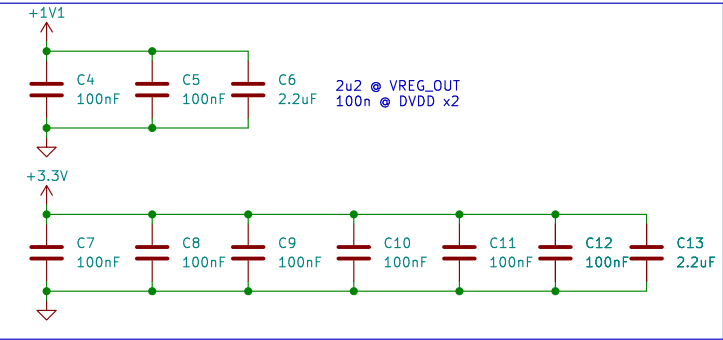 +1V1
C4
100nF
C5
100nF
C6
2.2uF
2u2 @ VREG_OUT
100n @ DVDD x2
+3.3V
C7
100nF
C8
100nF
C9
100nF
C10
100nF
C11
100nF
C12
100nF
C13
2.2uF